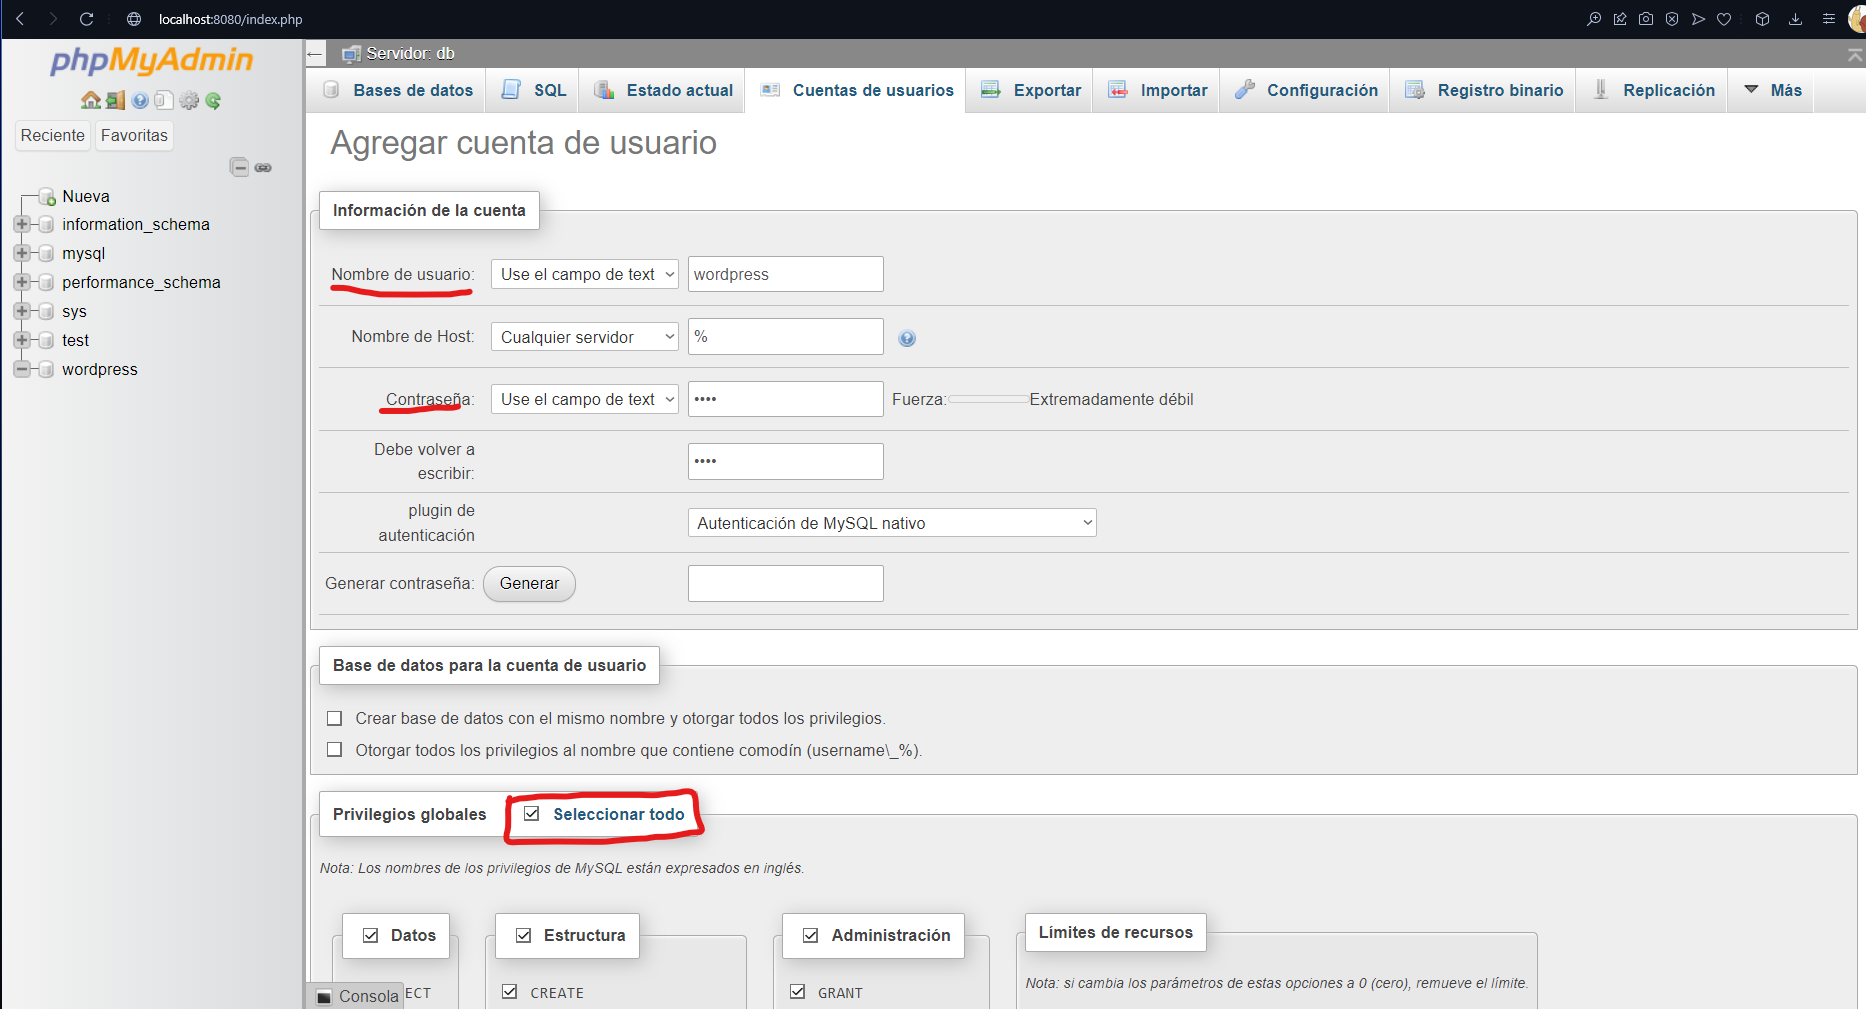 localhost:8080/index.php
phpMyAdmin
Servidor: db
Bases de datos
SQL
Estado actual
Cuentas de usuarios
Exportar
Importar
Configuración
Registro binario
Replicación
Más
Reciente
Favoritas
Nueva
information_schema
mysql
performance_schema
sys
test
wordpress
Agregar cuenta de usuario
Información de la cuenta
Nombre de usuario: Use el campo de text wordpress
Nombre de Host: Cualquier servidor %
Contraseña: Use el campo de text •••• Fuerza: Extremadamente débil
Debe volver a
escribir: ••••
plugin de
autenticación Autenticación de MySQL nativo
Generar contraseña: Generar
Base de datos para la cuenta de usuario
Crear base de datos con el mismo nombre y otorgar todos los privilegios.
Otorgar todos los privilegios al nombre que contiene comodín (username\_%).
Privilegios globales Seleccionar todo
Nota: Los nombres de los privilegios de MySQL están expresados en inglés.
Datos
Estructura
Administración
Límites de recursos
Consola
ECT
CREATE
GRANT
Nota: si cambia los parámetros de estas opciones a 0 (cero), remueve el límite.